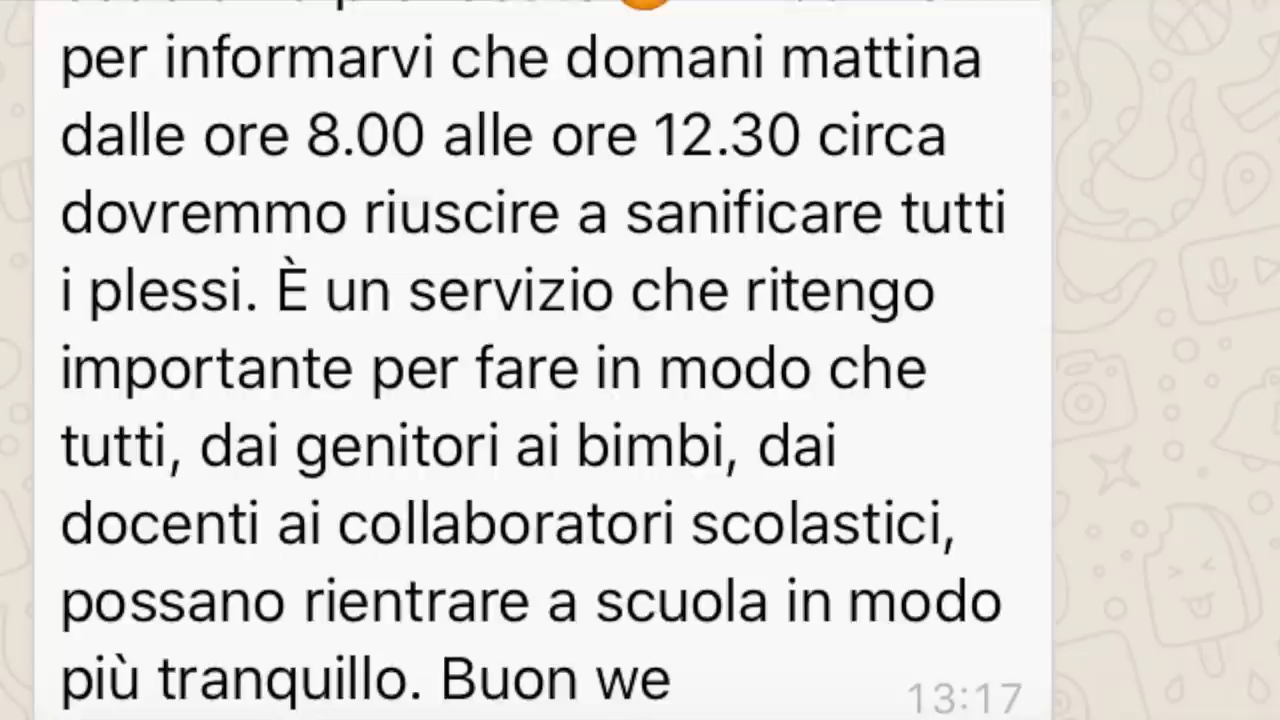 per informarvi che domani mattina
dalle ore 8.00 alle ore 12.30 circa
dovremmo riuscire a sanificare tutti
i plessi. È un servizio che ritengo
importante per fare in modo che
tutti, dai genitori ai bimbi, dai
docenti ai collaboratori scolastici,
possano rientrare a scuola in modo
più tranquillo. Buon we
13:17